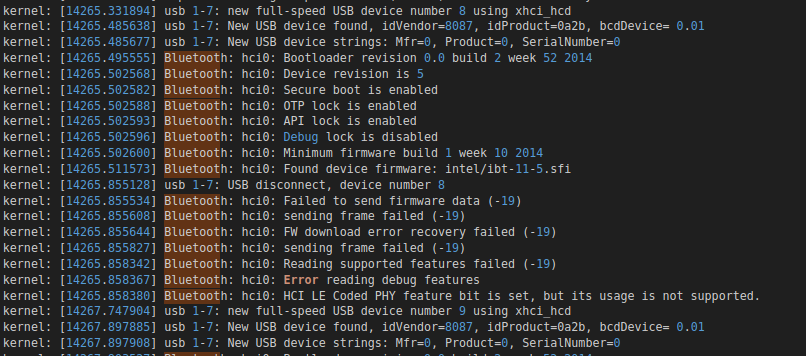 kernel: [14265.331894] usb 1-7: new full-speed USB device number 8 using xhci_hcd
kernel: [14265.485638] usb 1-7: New USB device found, idVendor=8087, idProduct=0a2b, bcdDevice= 0.01
kernel: [14265.485677] usb 1-7: New USB device strings: Mfr=0, Product=0, SerialNumber=0
kernel: [14265.495555] Bluetooth: hci0: Bootloader revision 0.0 build 2 week 52 2014
kernel: [14265.502568] Bluetooth: hci0: Device revision is 5
kernel: [14265.502582] Bluetooth: hci0: Secure boot is enabled
kernel: [14265.502588] Bluetooth: hci0: OTP lock is enabled
kernel: [14265.502593] Bluetooth: hci0: API lock is enabled
kernel: [14265.502596] Bluetooth: hci0: Debug lock is disabled
kernel: [14265.502600] Bluetooth: hci0: Minimum firmware build 1 week 10 2014
kernel: [14265.511573] Bluetooth: hci0: Found device firmware: intel/ibt-11-5.sfi
kernel: [14265.855128] usb 1-7: USB disconnect, device number 8
kernel: [14265.855534] Bluetooth: hci0: Failed to send firmware data (-19)
kernel: [14265.855608] Bluetooth: hci0: sending frame failed (-19)
kernel: [14265.855644] Bluetooth: hci0: FW download error recovery failed (-19)
kernel: [14265.855827] Bluetooth: hci0: sending frame failed (-19)
kernel: [14265.858342] Bluetooth: hci0: Reading supported features failed (-19)
kernel: [14265.858367] Bluetooth: hci0: Error reading debug features
kernel: [14265.858380] Bluetooth: hci0: HCI LE Coded PHY feature bit is set, but its usage is not supported.
kernel: [14267.747904] usb 1-7: new full-speed USB device number 9 using xhci_hcd
kernel: [14267.897885] usb 1-7: New USB device found, idVendor=8087, idProduct=0a2b, bcdDevice= 0.01
kernel: [14267.897908] usb 1-7: New USB device strings: Mfr=0, Product=0, SerialNumber=0